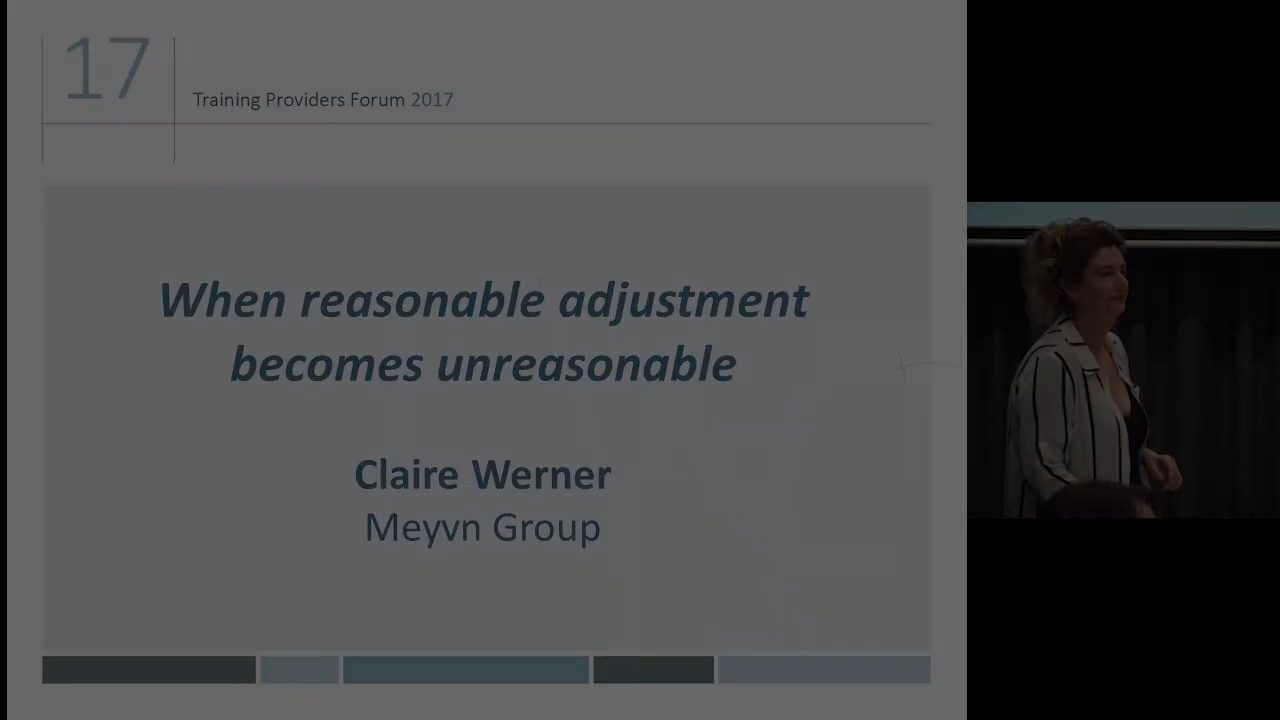 17
Training Providers Forum 2017
When reasonable adjustment
becomes unreasonable
Claire Werner
Meyvn Group